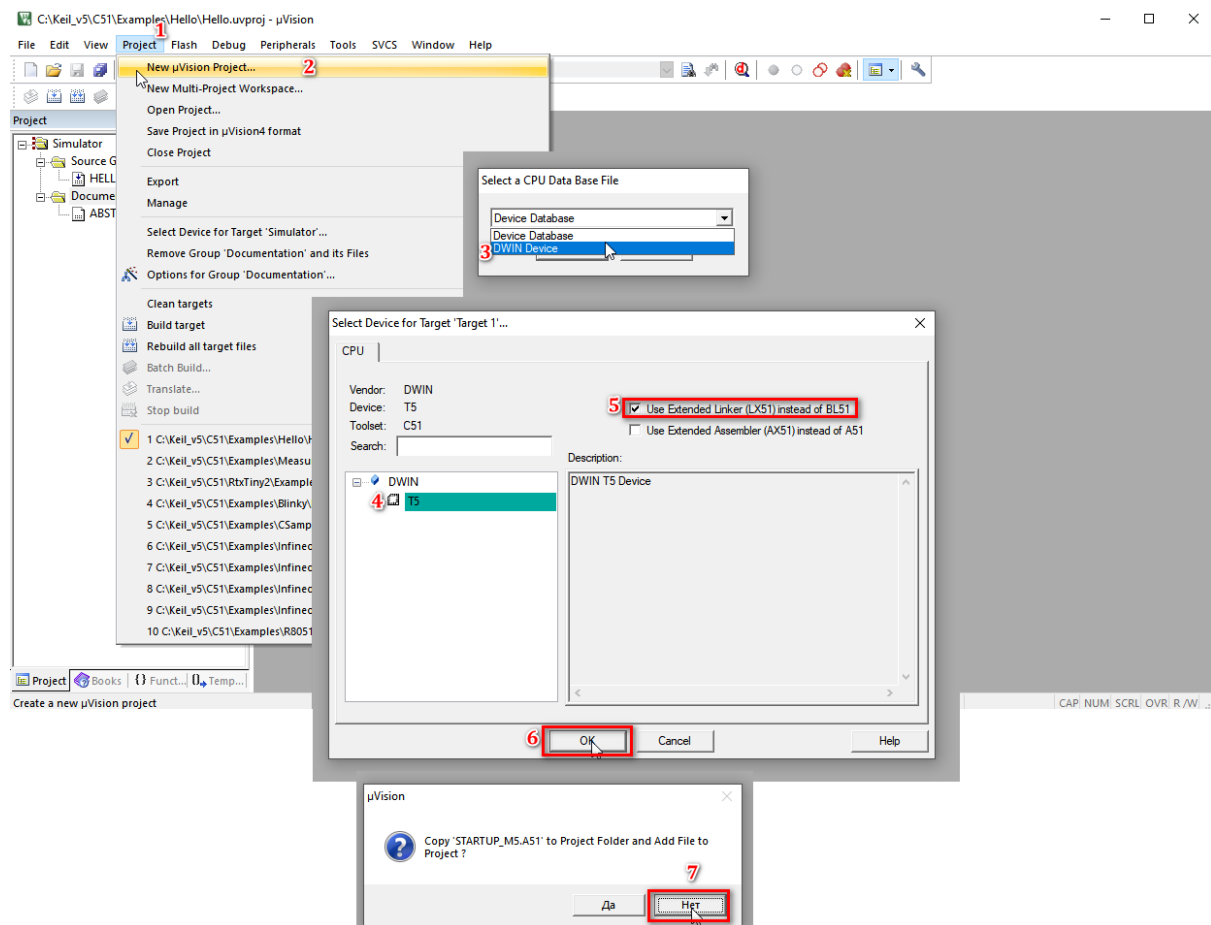 C:\Keil_v5\C51\Examples\Hello\Hello.uvproj - µVision
1
File Edit View Project Flash Debug Peripherals Tools SVCS Window Help
New µVision Project... 2
New Multi-Project Workspace...
Project
Open Project...
Save Project in µVision4 format
Simulator
Close Project
Source G
HELL
Export
Docume
Manage
ABST
Select Device for Target 'Simulator'...
Remove Group 'Documentation' and its Files
Options for Group 'Documentation'...
Clean targets
Build target
Rebuild all target files
Batch Build...
Translate...
Stop build
1 C:\Keil_v5\C51\Examples\Hello\H
2 C:\Keil_v5\C51\Examples\Measu
3 C:\Keil_v5\C51\RtxTiny2\Example
4 C:\Keil_v5\C51\Examples\Blinky\
5 C:\Keil_v5\C51\Examples\CSamp
6 C:\Keil_v5\C51\Examples\Infinec
7 C:\Keil_v5\C51\Examples\Infinec
8 C:\Keil_v5\C51\Examples\Infinec
9 C:\Keil_v5\C51\Examples\Infinec
10 C:\Keil_v5\C51\Examples\R8051
Select a CPU Data Base File
Device Database
Device Database
3 DWIN Device
Select Device for Target 'Target 1'...
CPU
Vendor: DWIN
Device: T5
Toolset: C51
Search:
5 Use Extended Linker (LX51) instead of BL51
Use Extended Assembler (AX51) instead of A51
Description:
DWIN
4 T5
DWIN T5 Device
6 OK Cancel Help
Project Books {} Funct... 0 Temp...
Create a new µVision project
CAP NUM SCRL OVR R/W
µVision
Copy 'STARTUP_M5.A51' to Project Folder and Add File to
Project ?
7
Да Нет